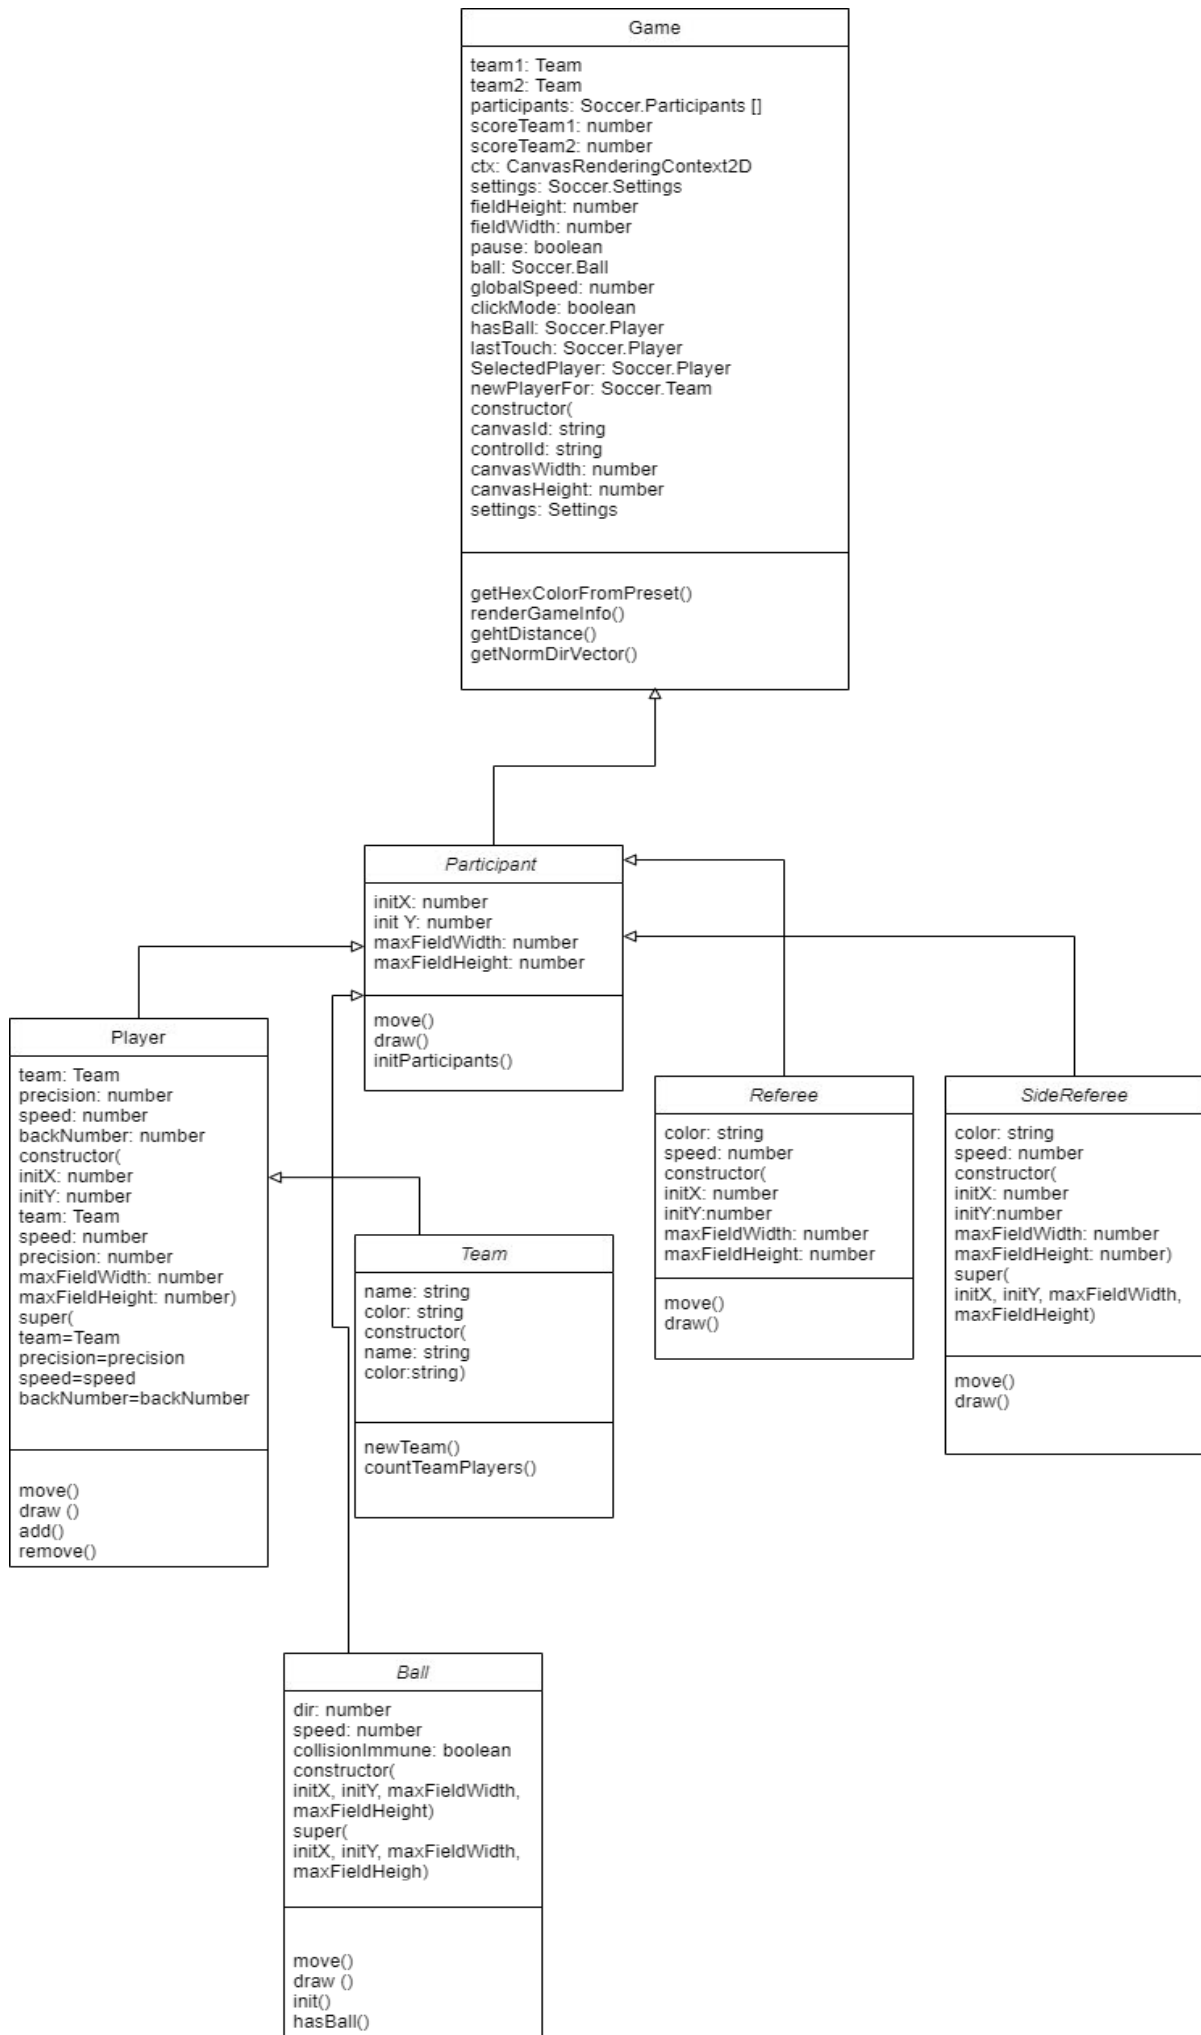 Game
team1: Team
team2: Team
participants: Soccer.Participants []
scoreTeam1: number
scoreTeam2: number
ctx: CanvasRenderingContext2D
settings: Soccer.Settings
fieldHeight: number
fieldWidth: number
pause: boolean
ball: Soccer.Ball
globalSpeed: number
clickMode: boolean
hasBall: Soccer.Player
lastTouch: Soccer.Player
SelectedPlayer: Soccer.Player
newPlayerFor: Soccer.Team
constructor(
canvasId: string
controlId: string
canvasWidth: number
canvasHeight: number
settings: Settings
getHexColorFromPreset()
renderGameInfo()
gehtDistance()
getNormDirVector()
Participant
initX: number
init Y: number
maxFieldWidth: number
maxFieldHeight: number
move()
draw()
initParticipants()
Player
team: Team
precision: number
speed: number
backNumber: number
constructor(
initX: number
initY: number
team: Team
speed: number
precision: number
maxFieldWidth: number
maxFieldHeight: number)
super(
team=Team
precision=precision
speed=speed
backNumber=backNumber
move()
draw ()
add()
remove()
Team
name: string
color: string
constructor(
name: string
color:string)
newTeam()
countTeamPlayers()
Referee
color: string
speed: number
constructor(
initX: number
initY:number
maxFieldWidth: number
maxFieldHeight: number
move()
draw()
SideReferee
color: string
speed: number
constructor(
initX: number
initY:number
maxFieldWidth: number
maxFieldHeight: number)
super(
initX, initY, maxFieldWidth,
maxFieldHeight)
move()
draw()
Ball
dir: number
speed: number
collisionImmune: boolean
constructor(
initX, initY, maxFieldWidth,
maxFieldHeight)
super(
initX, initY, maxFieldWidth,
maxFieldHeigh)
move()
draw ()
init()
hasBall()